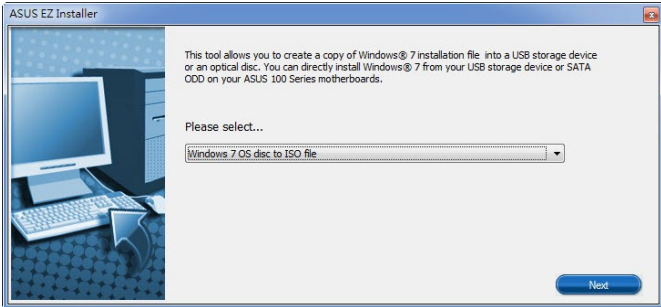 ASUS EZ Installer
This tool allows you to create a copy of Windows® 7 installation file into a USB storage device
or an optical disc. You can directly install Windows® 7 from your USB storage device or SATA
ODD on your ASUS 100 Series motherboards.
Please select...
Windows 7 OS disc to ISO file
Next